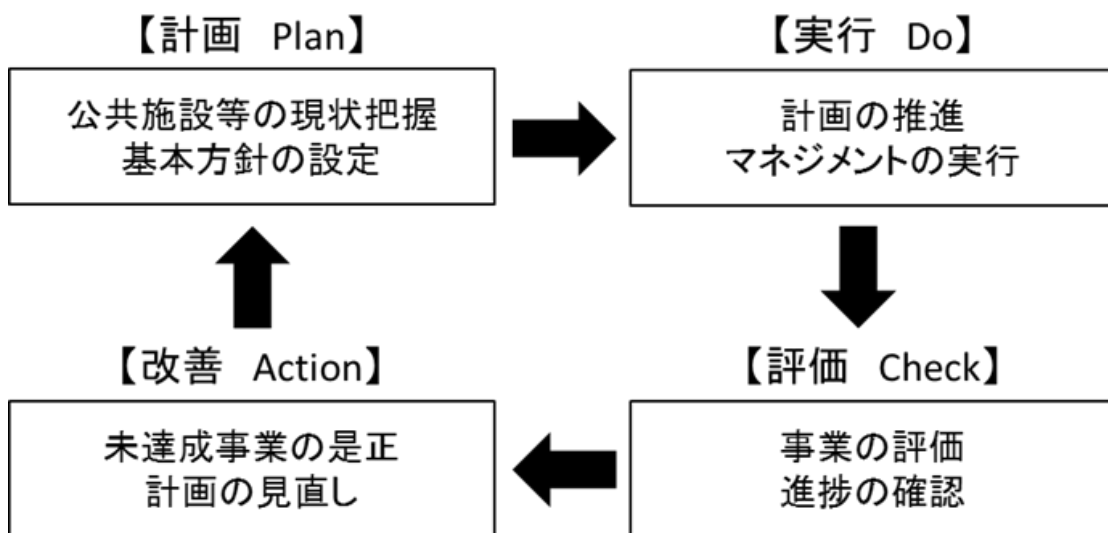 【計画　Plan】
公共施設等の現状把握
基本方針の設定
【実行　Do】
計画の推進
マネジメントの実行
【評価　Check】
事業の評価
進捗の確認
【改善　Action】
未達成事業の是正
計画の見直し